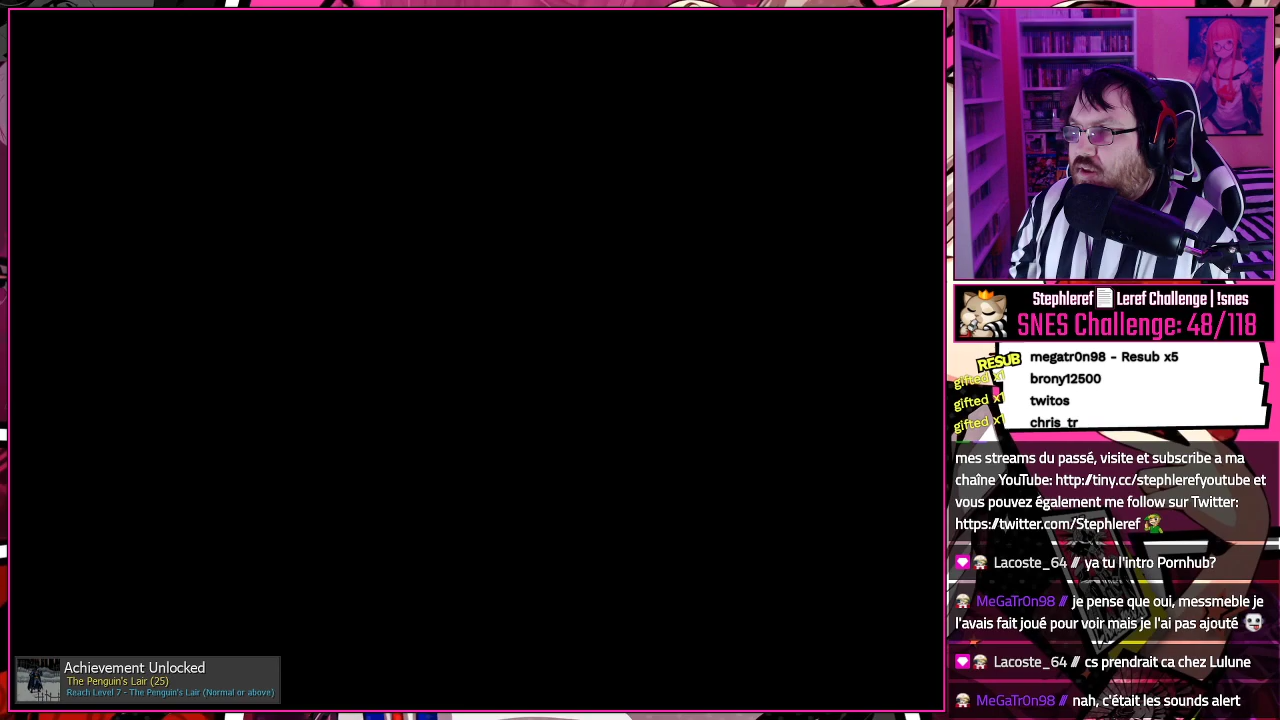 Achievement Unlocked
The Penguin's Lair (25)
Reach Level 7 - The Penguin's Lair (Normal or above)
Stephleref Leref Challenge | !snes
SNES Challenge: 48/118
RESUB megatr0n98 - Resub x5
gifted x1 brony12500
gifted x1 twitos
gifted x1 chris_tr
mes streams du passé, visite et subscribe a ma
chaîne YouTube: http://tiny.cc/stephlerefyoutube et
vous pouvez également me follow sur Twitter:
https://twitter.com/Stephleref
Lacoste_64 /// ya tu l'intro Pornhub?
MeGaTr0n98 /// je pense que oui, messmeble je
l'avais fait joué pour voir mais je l'ai pas ajouté
Lacoste_64 /// cs prendrait ca chez Lulune
MeGaTr0n98 /// nah, c'était les sounds alert